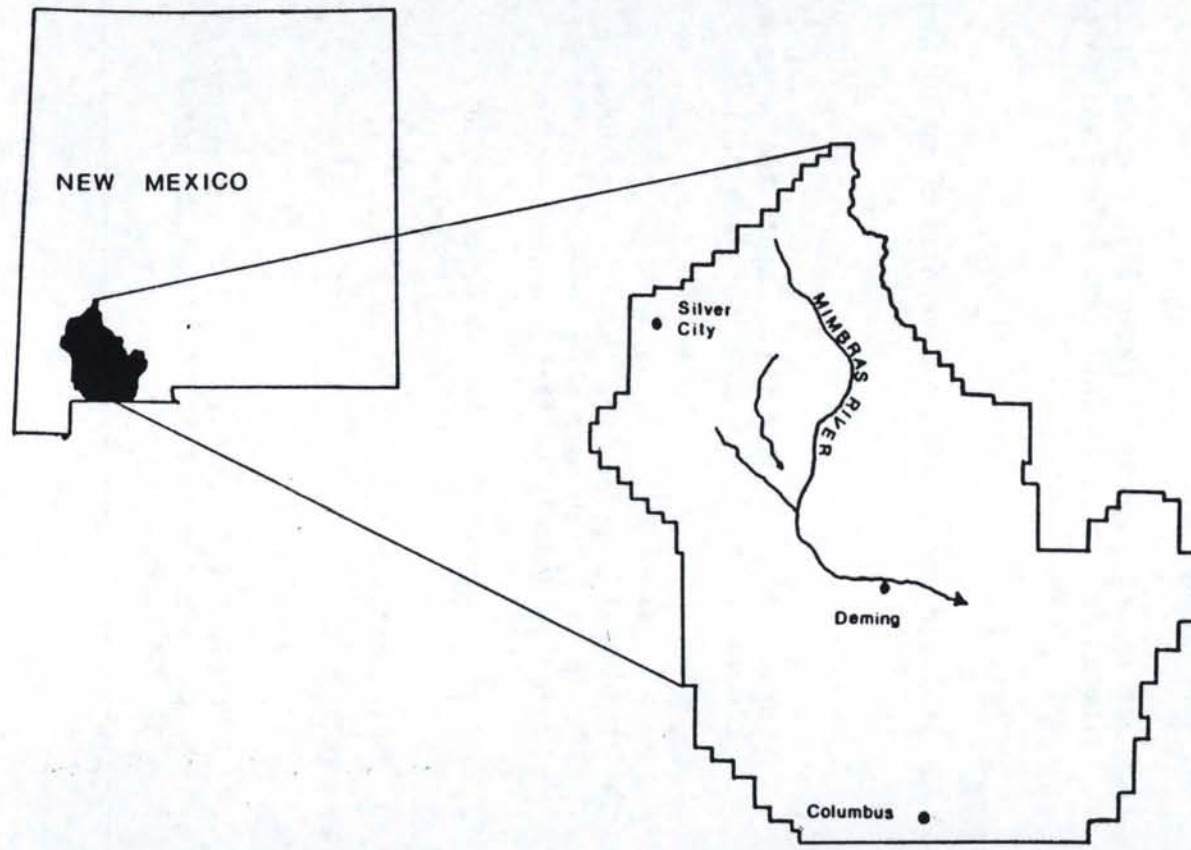 NEW MEXICO
Silver
City
MIMBRAS RIVER
Deming
Columbus